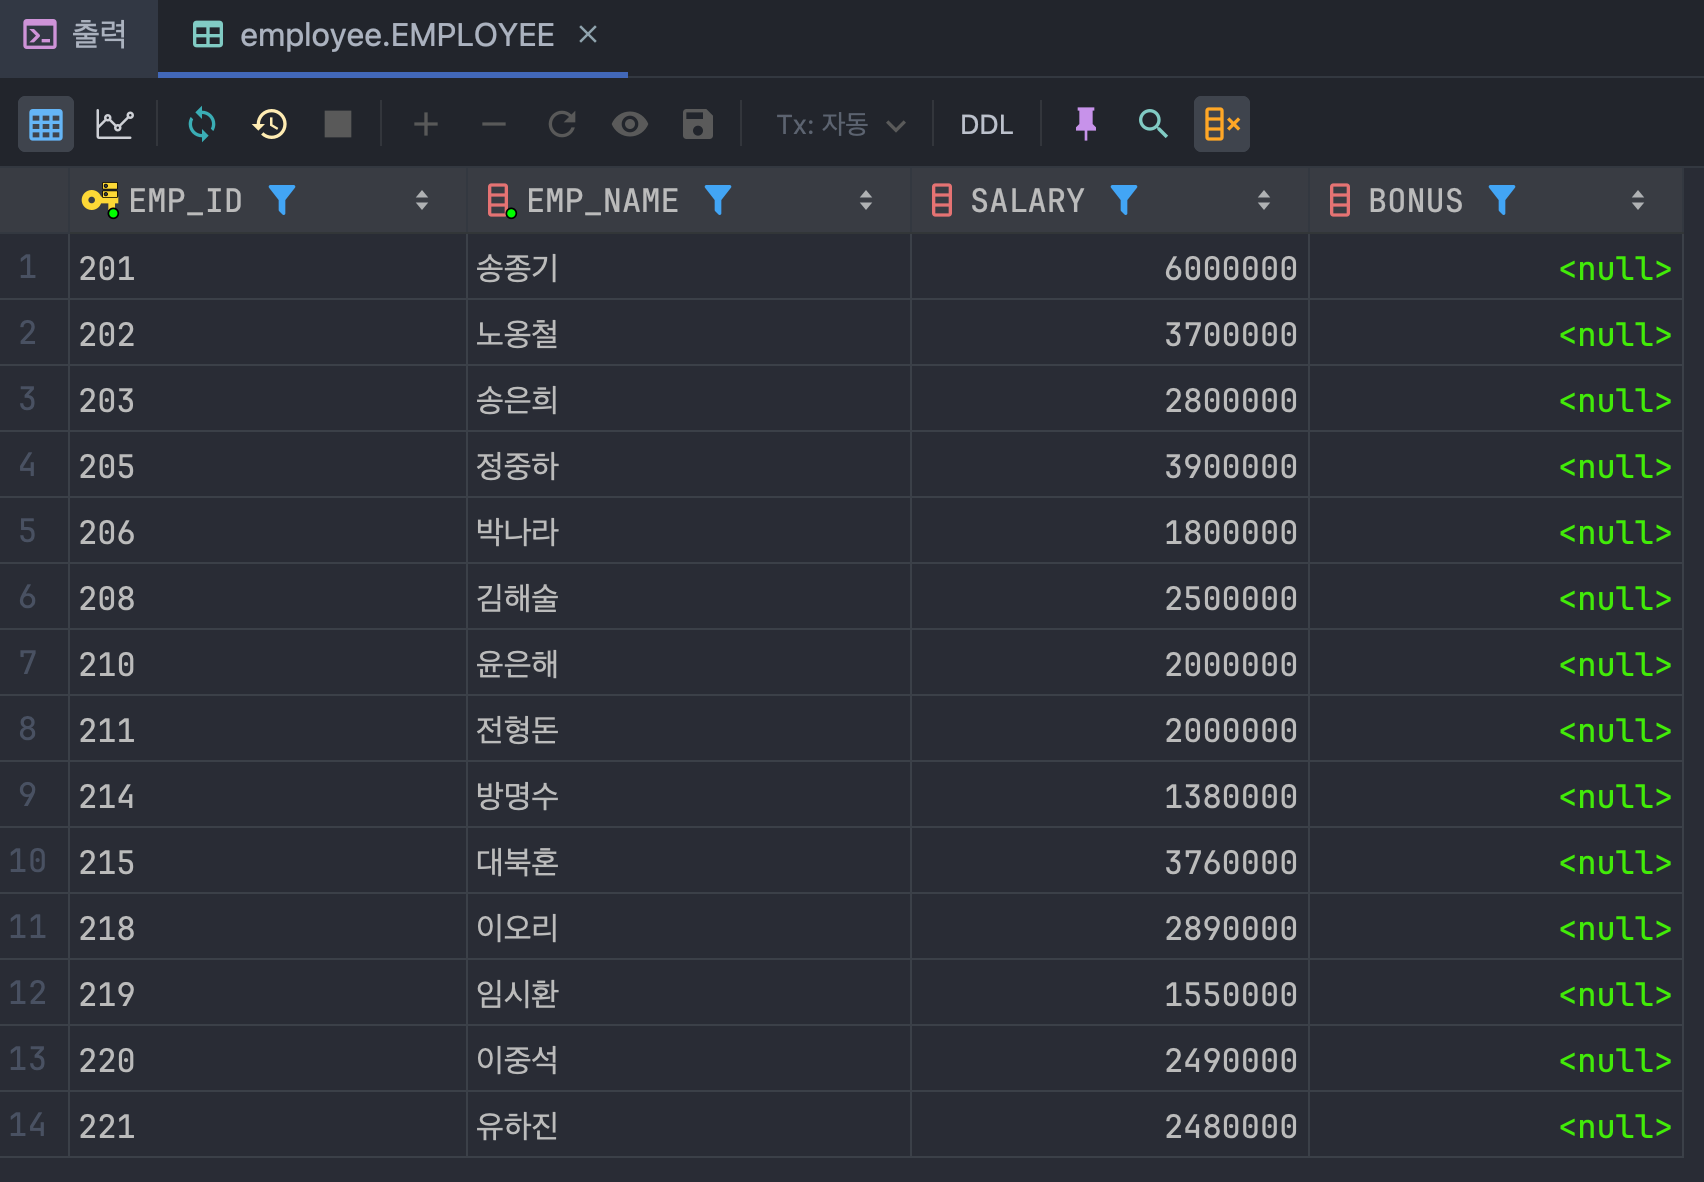 출력 employee.EMPLOYEE
Tx: 자동 DDL
EMP_ID EMP_NAME SALARY BONUS
1 201 송종기 6000000 <null>
2 202 노옹철 3700000 <null>
3 203 송은희 2800000 <null>
4 205 정중하 3900000 <null>
5 206 박나라 1800000 <null>
6 208 김해술 2500000 <null>
7 210 윤은해 2000000 <null>
8 211 전형돈 2000000 <null>
9 214 방명수 1380000 <null>
10 215 대북혼 3760000 <null>
11 218 이오리 2890000 <null>
12 219 임시환 1550000 <null>
13 220 이중석 2490000 <null>
14 221 유하진 2480000 <null>